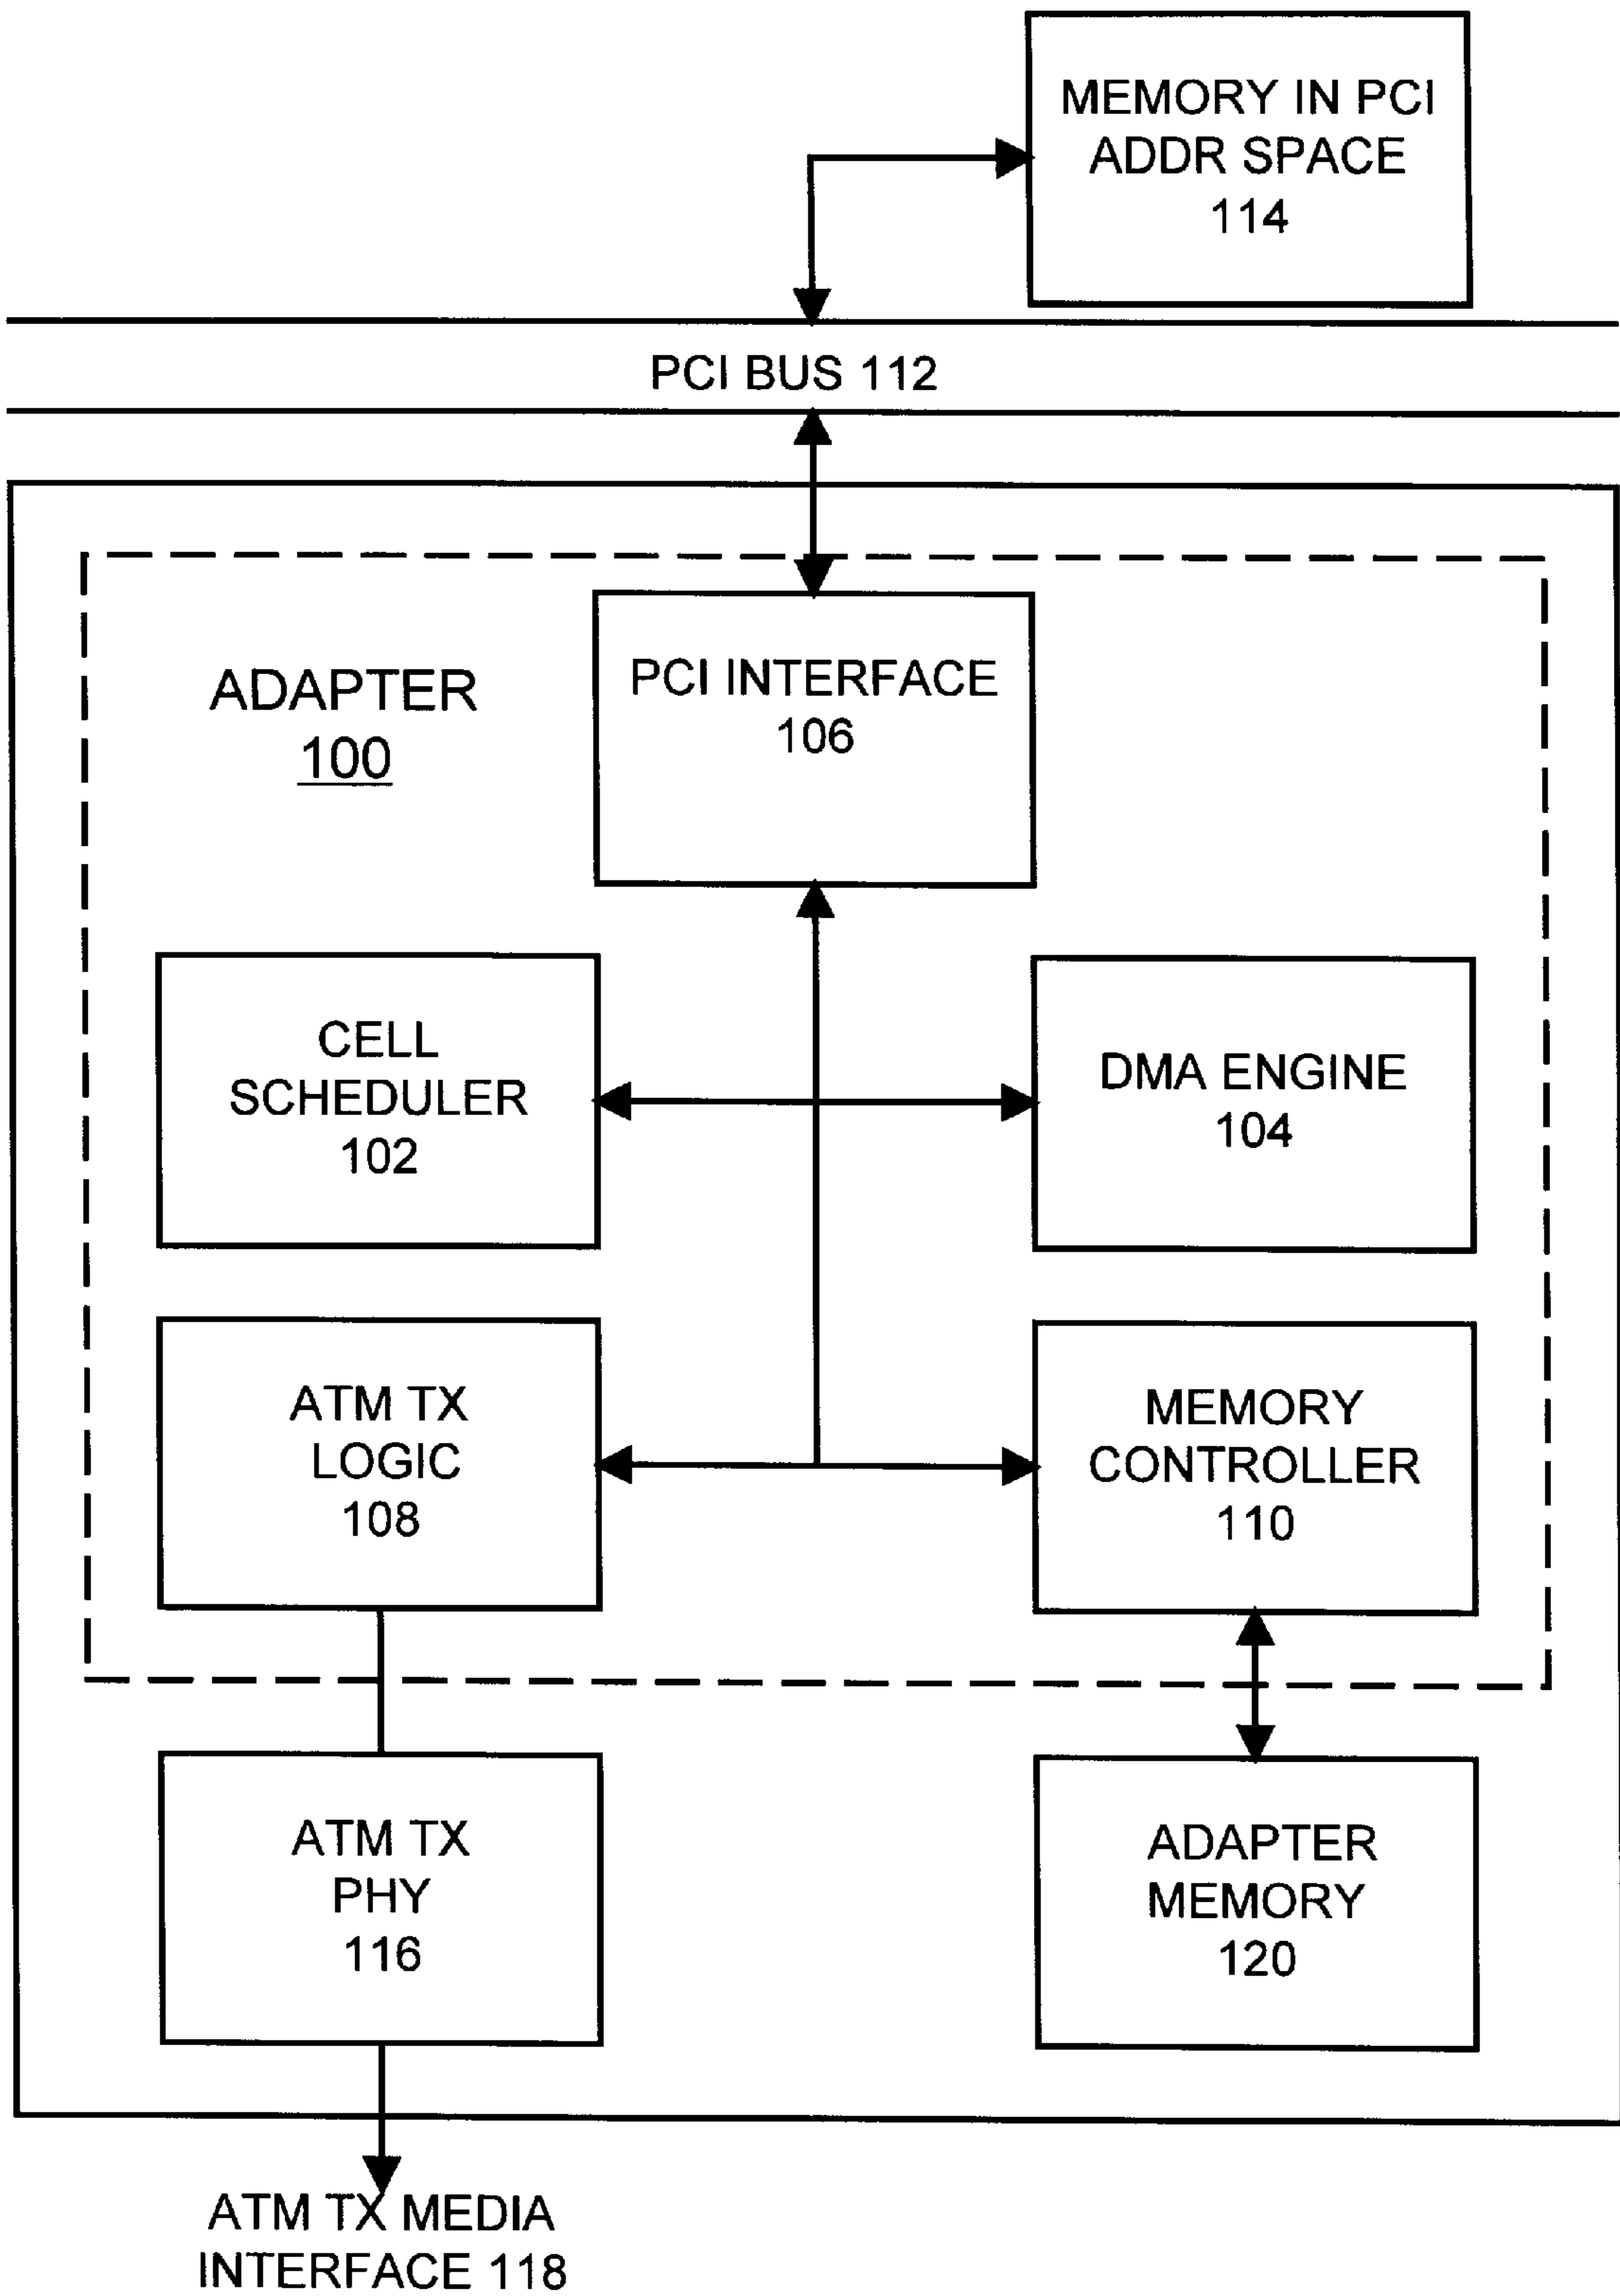 MEMORY IN PCI
ADDR SPACE
114
PCI BUS 112
ADAPTER
100
PCI INTERFACE
106
CELL
SCHEDULER
102
DMA ENGINE
104
ATM TX
LOGIC
108
MEMORY
CONTROLLER
110
ATM TX
PHY
116
ADAPTER
MEMORY
120
ATM TX MEDIA
INTERFACE 118